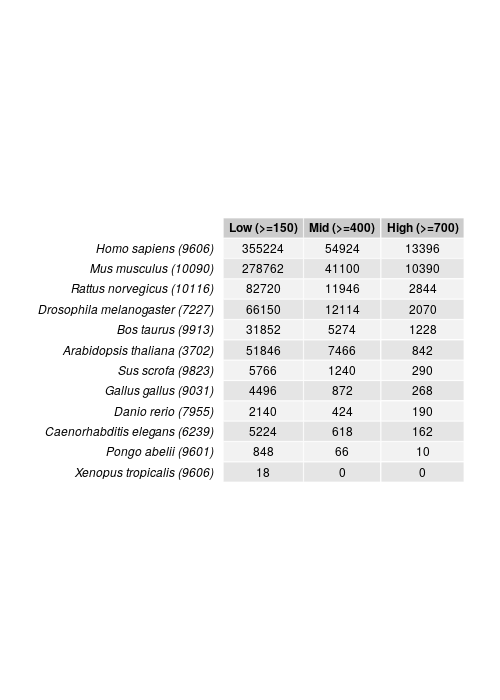 Low (>=150) Mid (>=400) High (>=700)
Homo sapiens (9606) 355224 54924 13396
Mus musculus (10090) 278762 41100 10390
Rattus norvegicus (10116) 82720 11946 2844
Drosophila melanogaster (7227) 66150 12114 2070
Bos taurus (9913) 31852 5274 1228
Arabidopsis thaliana (3702) 51846 7466 842
Sus scrofa (9823) 5766 1240 290
Gallus gallus (9031) 4496 872 268
Danio rerio (7955) 2140 424 190
Caenorhabditis elegans (6239) 5224 618 162
Pongo abelii (9601) 848 66 10
Xenopus tropicalis (9606) 18 0 0